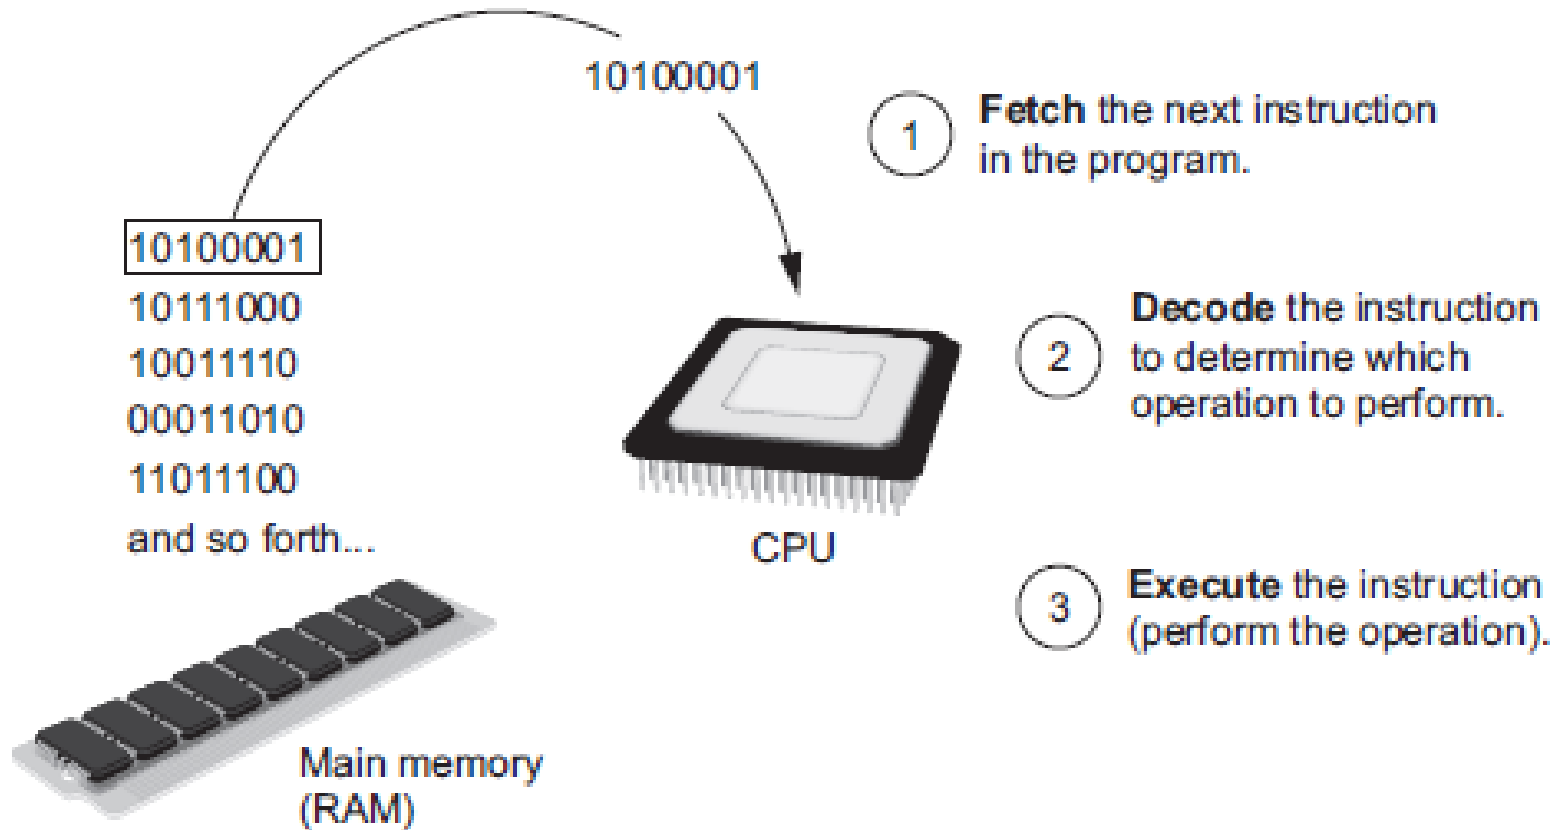 10100001
1
Fetch the next instruction
in the program.
10100001
10111000
10011110
00011010
11011100
and so forth...
2
Decode the instruction
to determine which
operation to perform.
CPU
3
Execute the instruction
(perform the operation).
Main memory
(RAM)